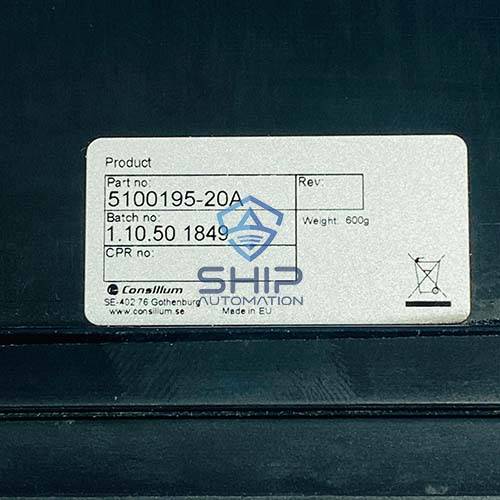 Product
Part no:
5100195-20A
Rev:
Batch no:
1.10.50 1849
Weight: 600g
CPR no:
Consilium
SE-402 76 Gothenburg
www.consilium.se
Made in EU
SHIP
AUTOMATION